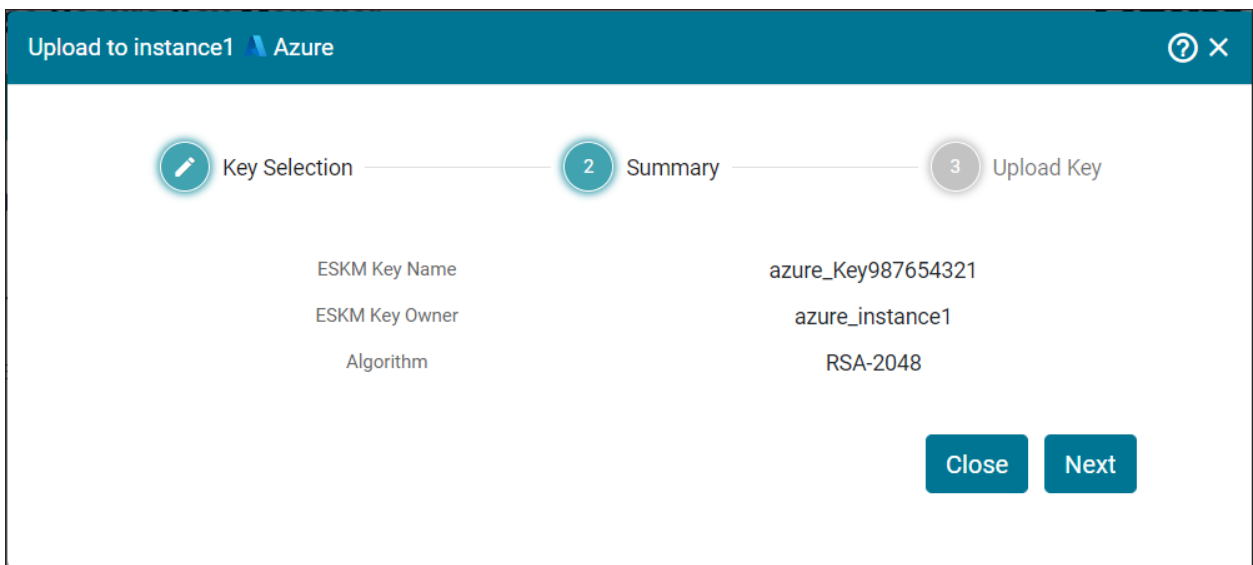 Upload to instance1 Azure
Key Selection 2 Summary 3 Upload Key
ESKM Key Name azure_Key987654321
ESKM Key Owner azure_instance1
Algorithm RSA-2048
Close Next